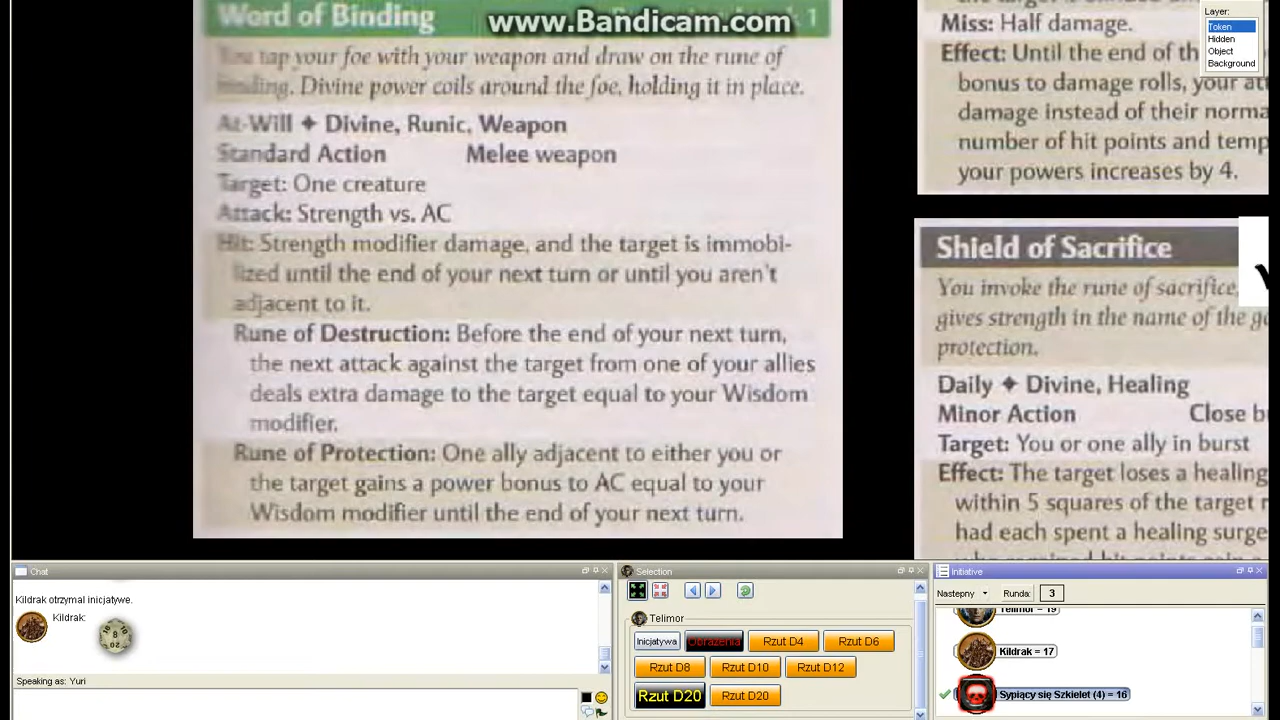 Word of Binding
www.Bandicam.com
1
You tap your foe with your weapon and draw on the rune of
binding. Divine power coils around the foe, holding it in place.
At-Will ✦ Divine, Runic, Weapon
Standard Action Melee weapon
Target: One creature
Attack: Strength vs. AC
Hit: Strength modifier damage, and the target is immobi-
lized until the end of your next turn or until you aren't
adjacent to it.
Rune of Destruction: Before the end of your next turn,
the next attack against the target from one of your allies
deals extra damage to the target equal to your Wisdom
modifier.
Rune of Protection: One ally adjacent to either you or
the target gains a power bonus to AC equal to your
Wisdom modifier until the end of your next turn.
Miss: Half damage.
Effect: Until the end of th
bonus to damage rolls, your att
damage instead of their norma
number of hit points and temp
your powers increases by 4.
Shield of Sacrifice
You invoke the rune of sacrifice,
gives strength in the name of the go
protection.
Daily ✦ Divine, Healing
Minor Action Close b
Target: You or one ally in burst
Effect: The target loses a healing
within 5 squares of the target r
had each spent a healing surge
Layer:
Token
Hidden
Object
Background
Chat
Kildrak otrzymal inicjatywe.
Kildrak:
Speaking as: Yuri
Selection
Telimor
Inicjatywa Obrażenia Rzut D4 Rzut D6
Rzut D8 Rzut D10 Rzut D12
Rzut D20 Rzut D20
Initiative
Nastepny Runda: 3
Telimor = 19
Kildrak = 17
Sypiący się Szkielet (4) = 16